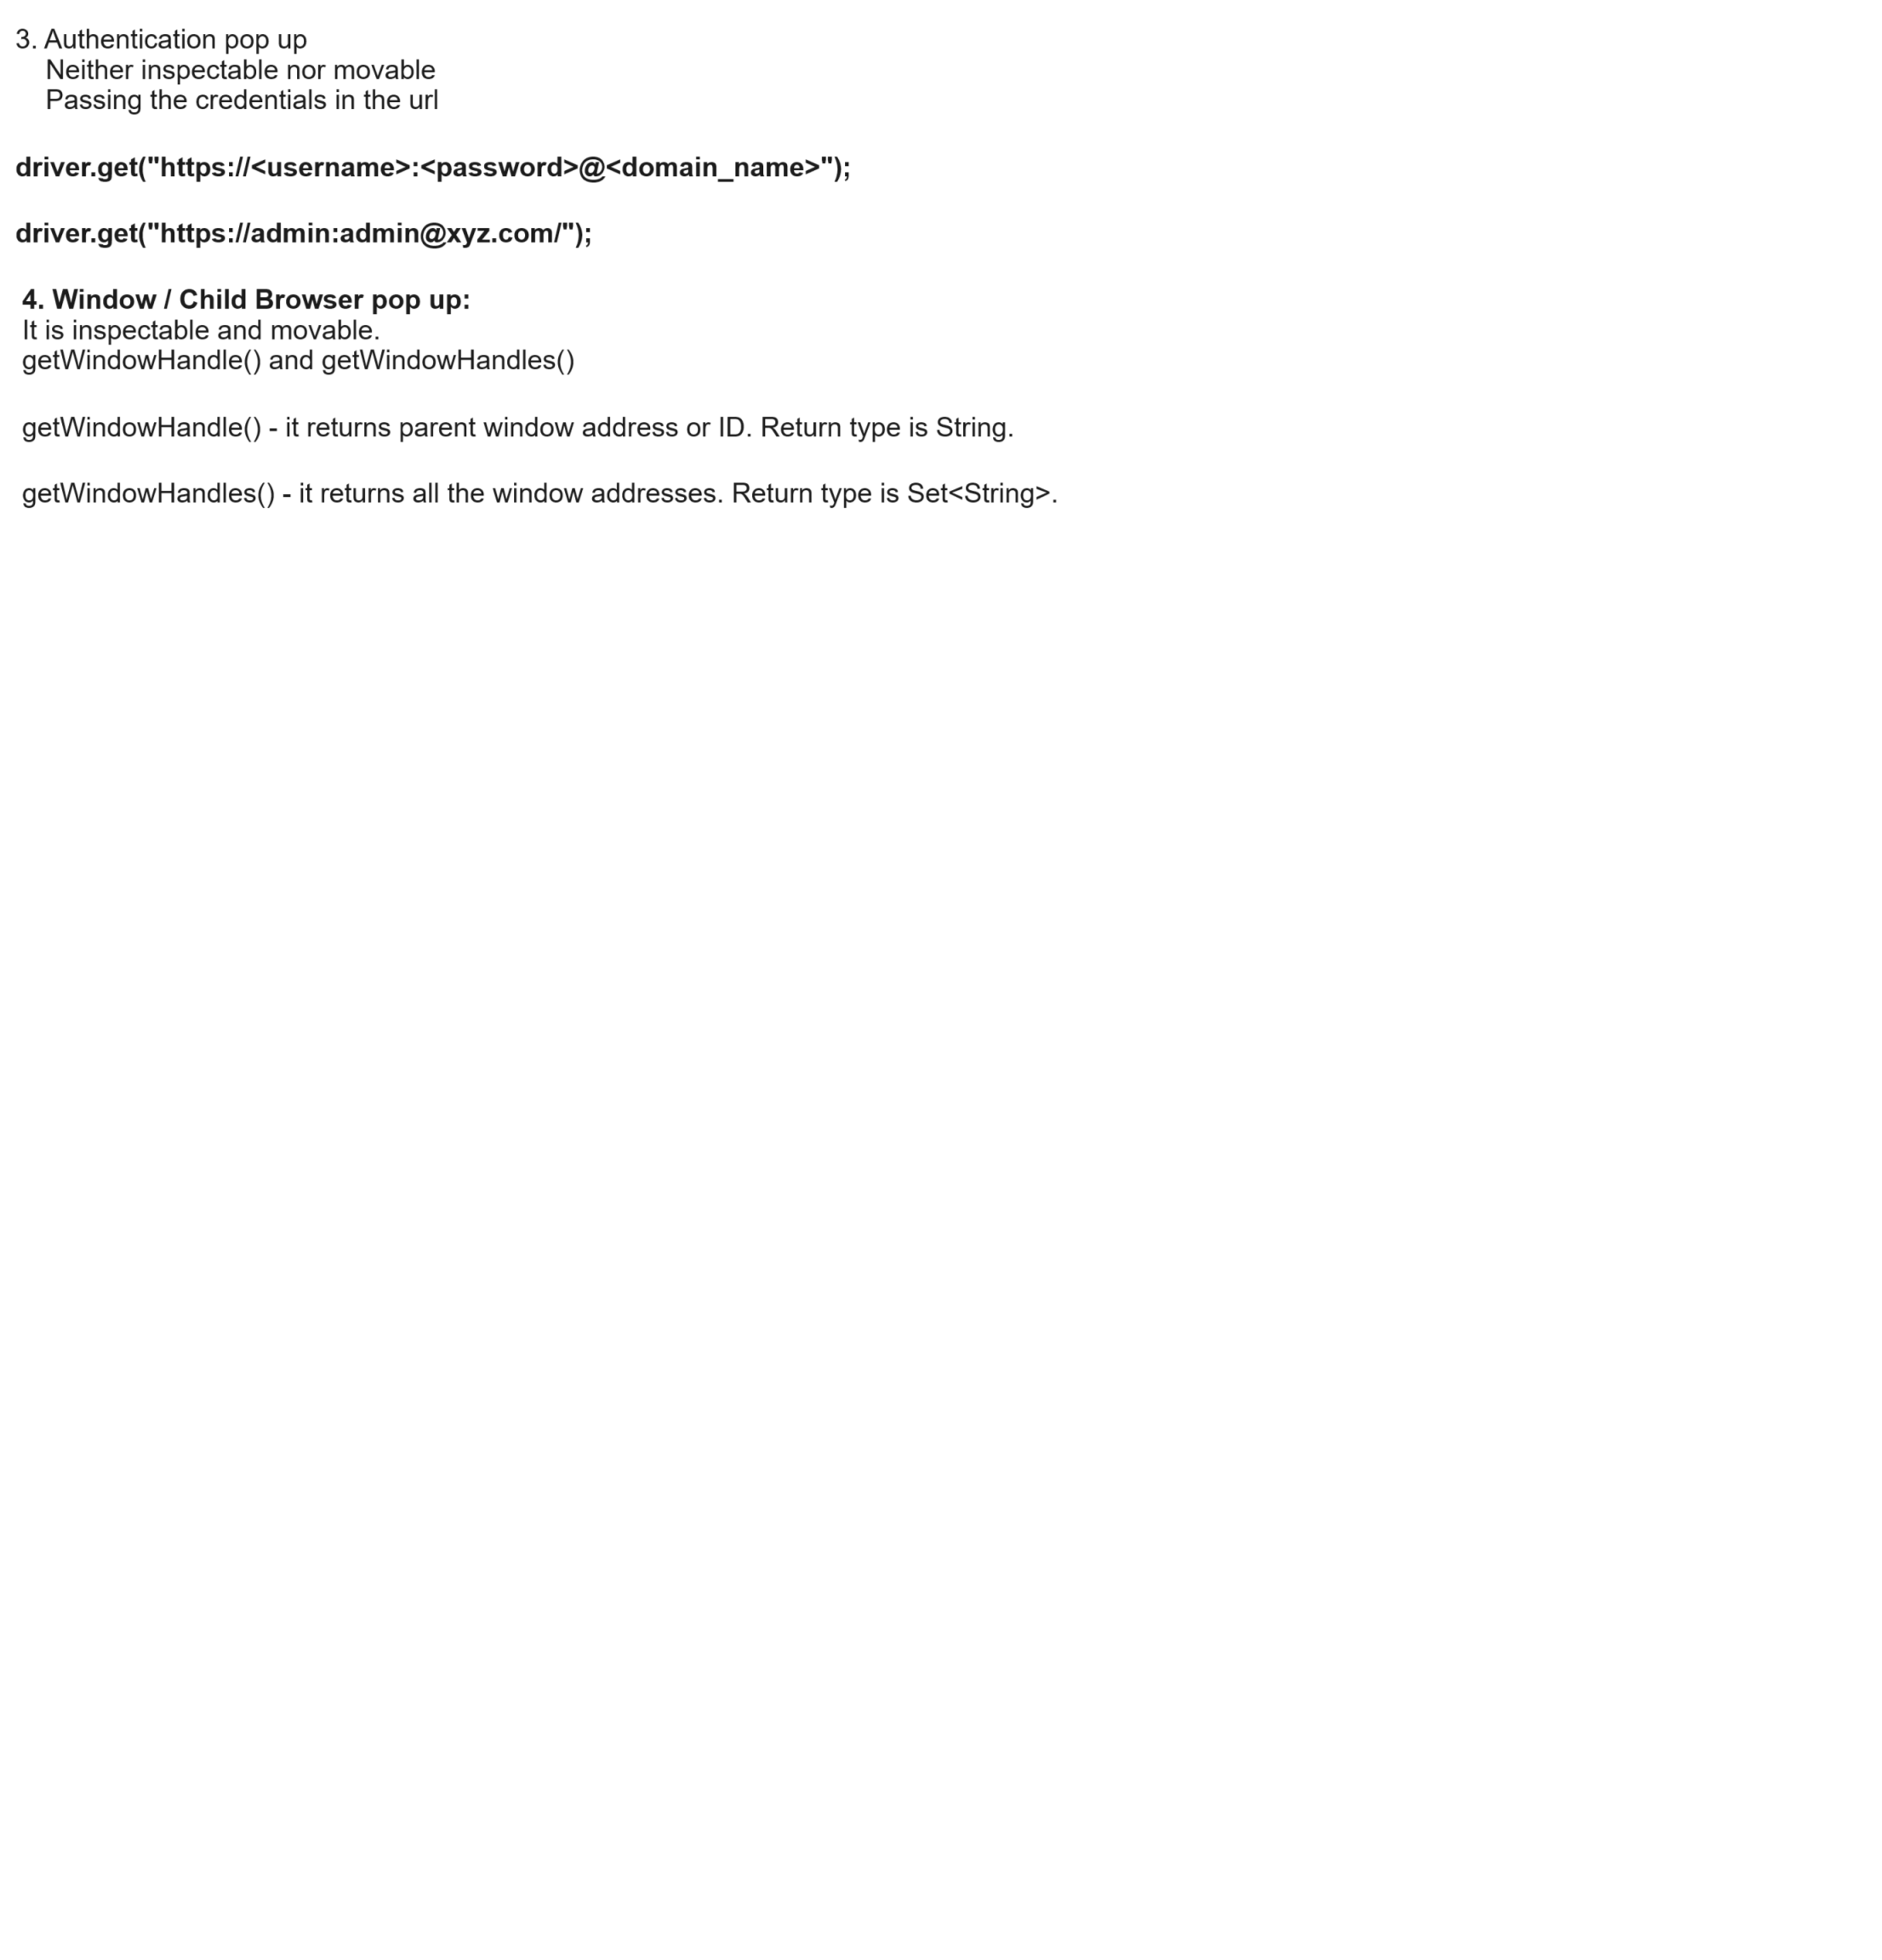 3. Authentication pop up
Neither inspectable nor movable
Passing the credentials in the url
driver.get("https://<username>:<password>@<domain_name>");
driver.get("https://admin:admin@xyz.com/");
4. Window / Child Browser pop up:
It is inspectable and movable.
getWindowHandle() and getWindowHandles()
getWindowHandle() - it returns parent window address or ID. Return type is String.
getWindowHandles() - it returns all the window addresses. Return type is Set<String>.